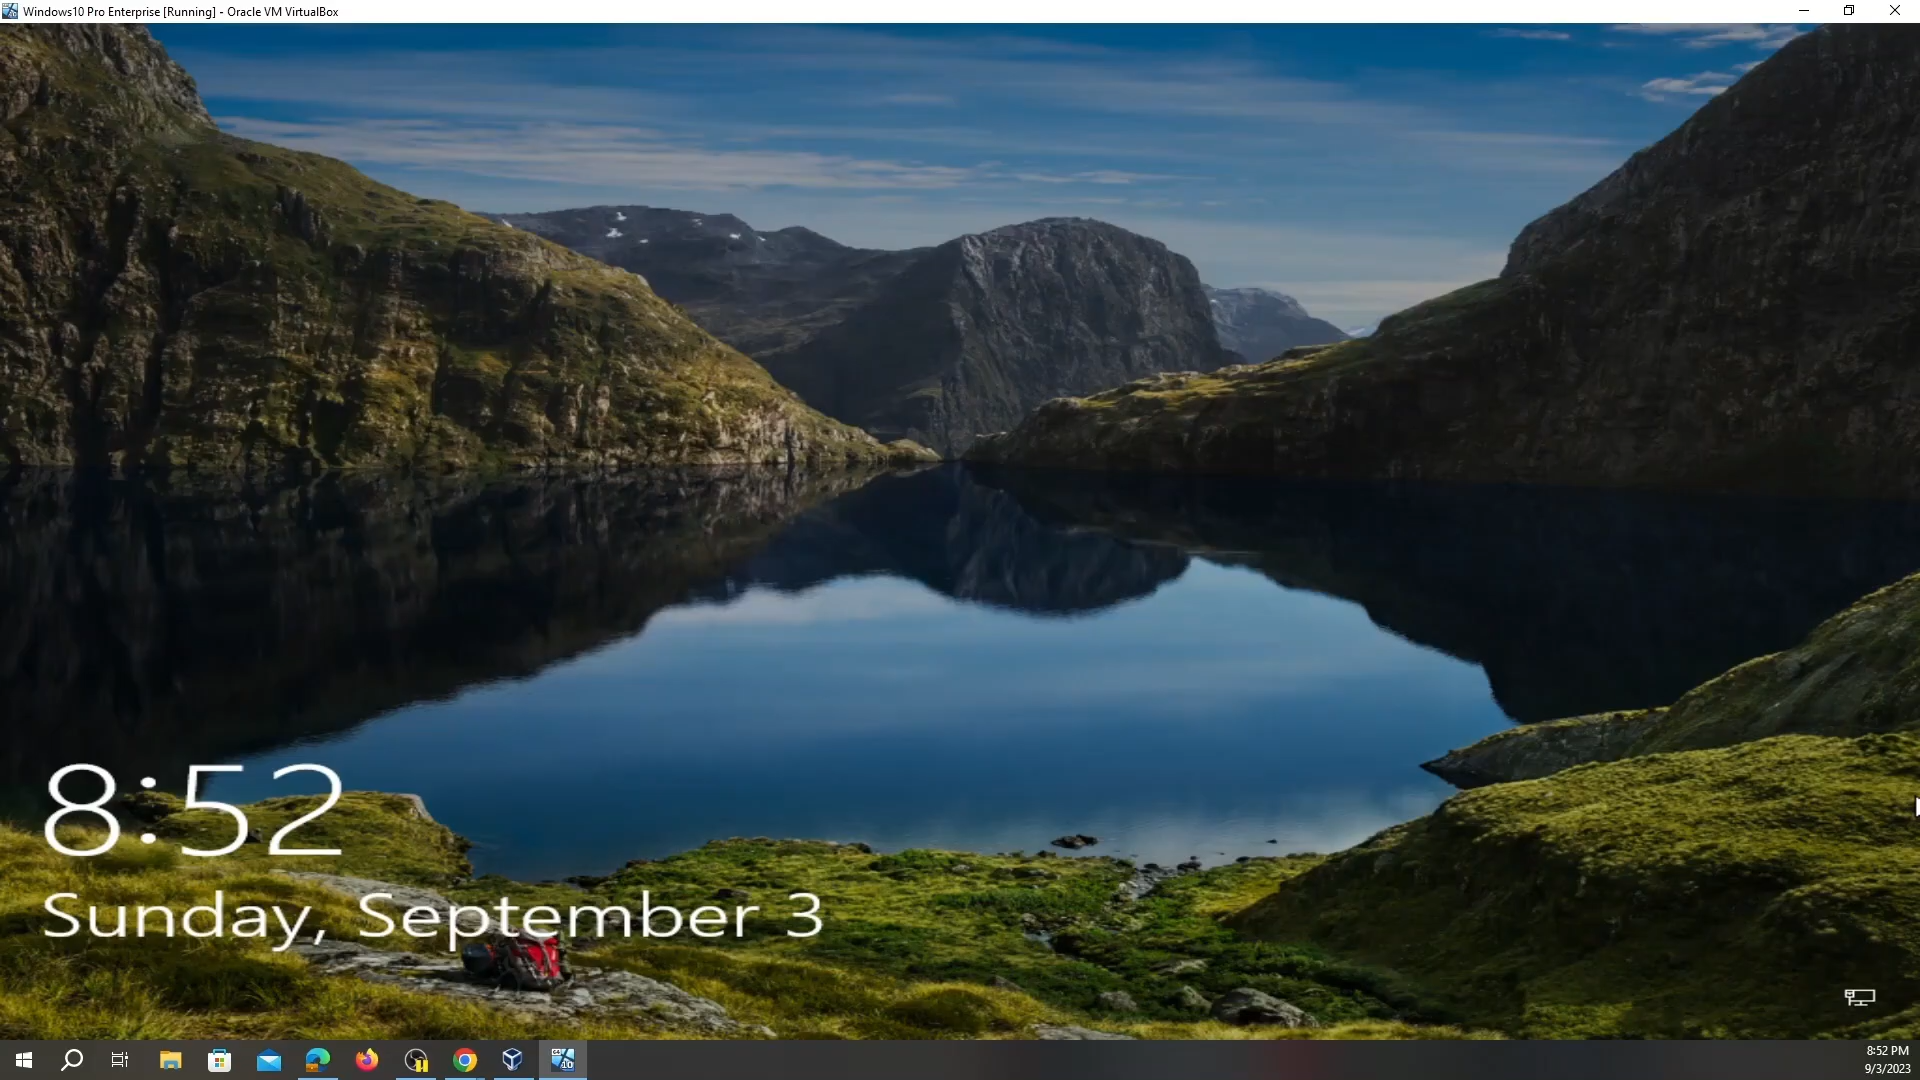 Windows10 Pro Enterprise [Running] - Oracle VM VirtualBox
8:52
Sunday, September 3
8:52 PM
9/3/2023